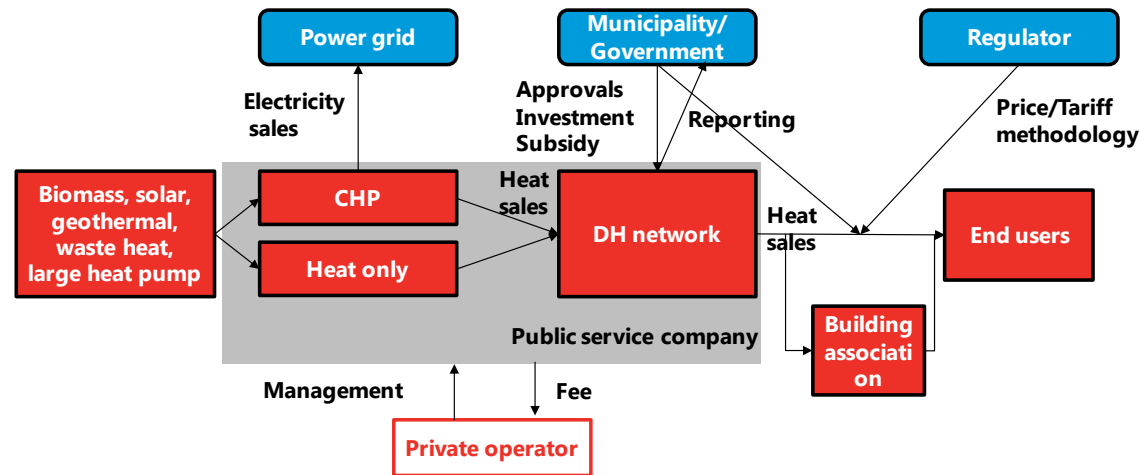 Power grid
Municipality/
Government
Regulator
Electricity
sales
Approvals
Investment
Subsidy
Reporting
Price/Tariff
methodology
Biomass, solar,
geothermal,
waste heat,
large heat pump
CHP
Heat only
Heat
sales
DH network
Heat
sales
End users
Public service company
Building
associati
on
Management
Fee
Private operator